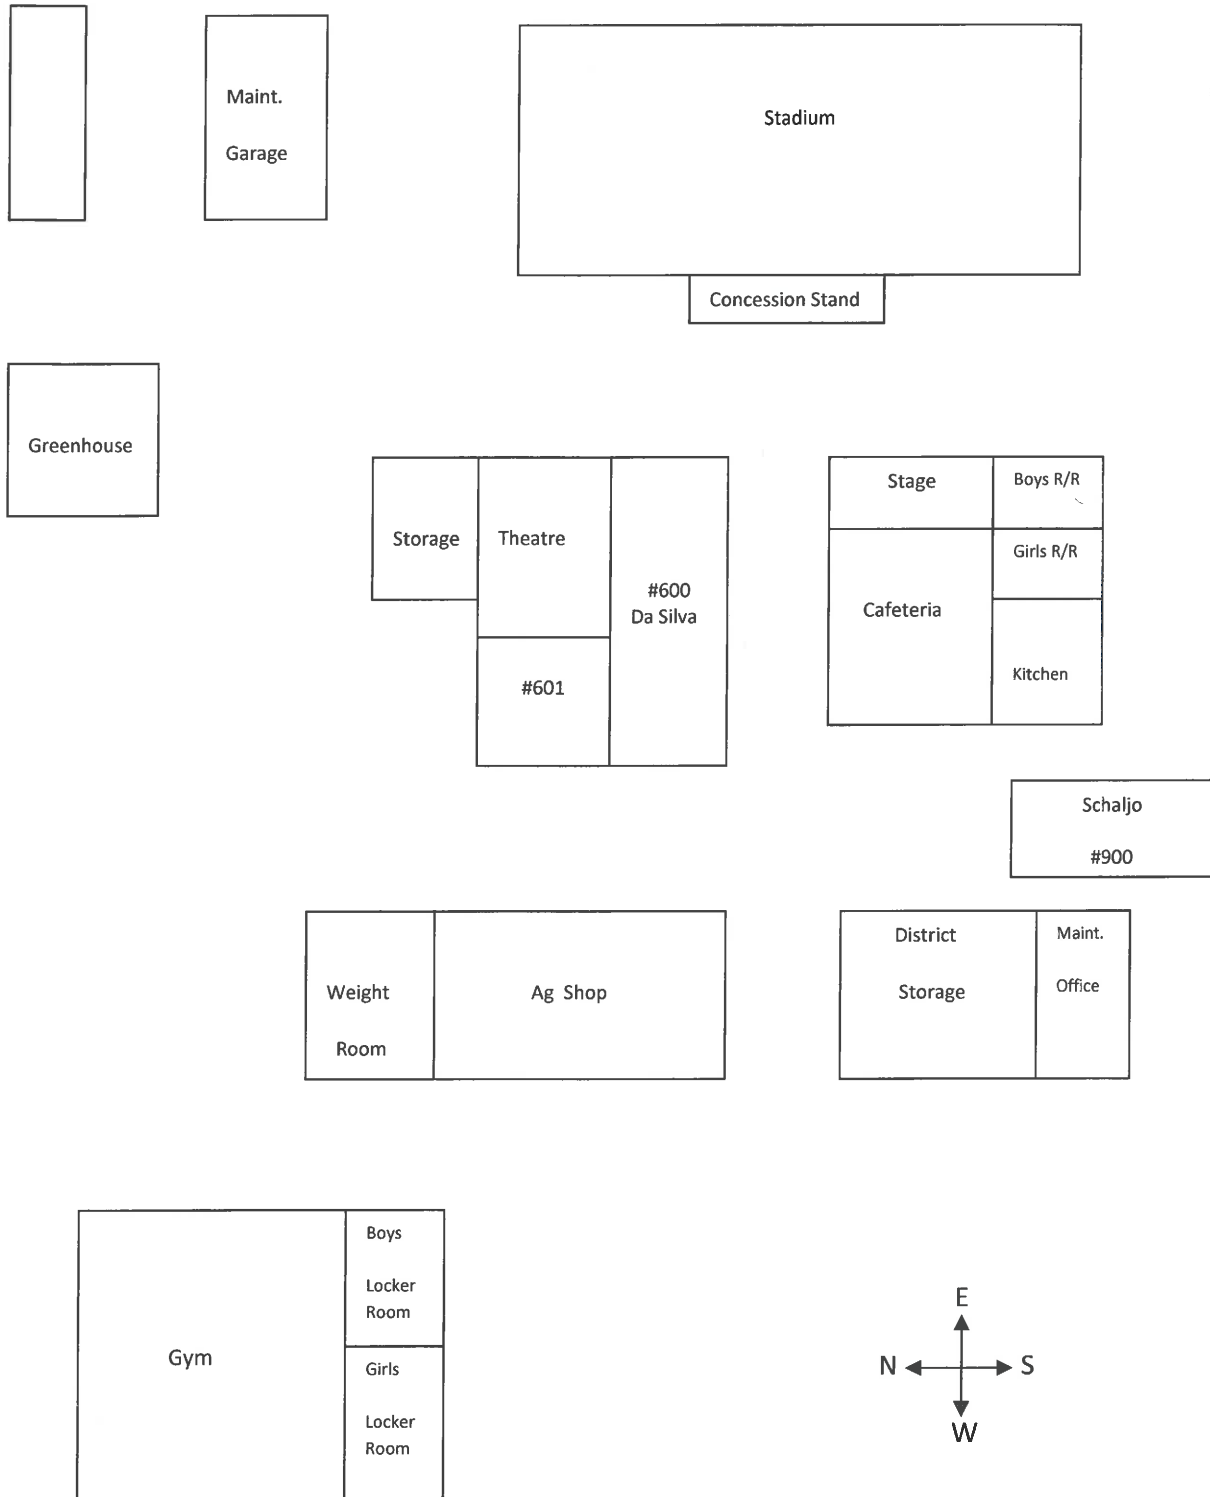 Maint.
Garage
Stadium
Concession Stand
Greenhouse
Storage
Theatre
#600
Da Silva
#601
Stage
Boys R/R
Girls R/R
Cafeteria
Kitchen
Schaljo
#900
Weight
Room
Ag Shop
District
Storage
Maint.
Office
Gym
Boys
Locker
Room
Girls
Locker
Room
E
N S
W